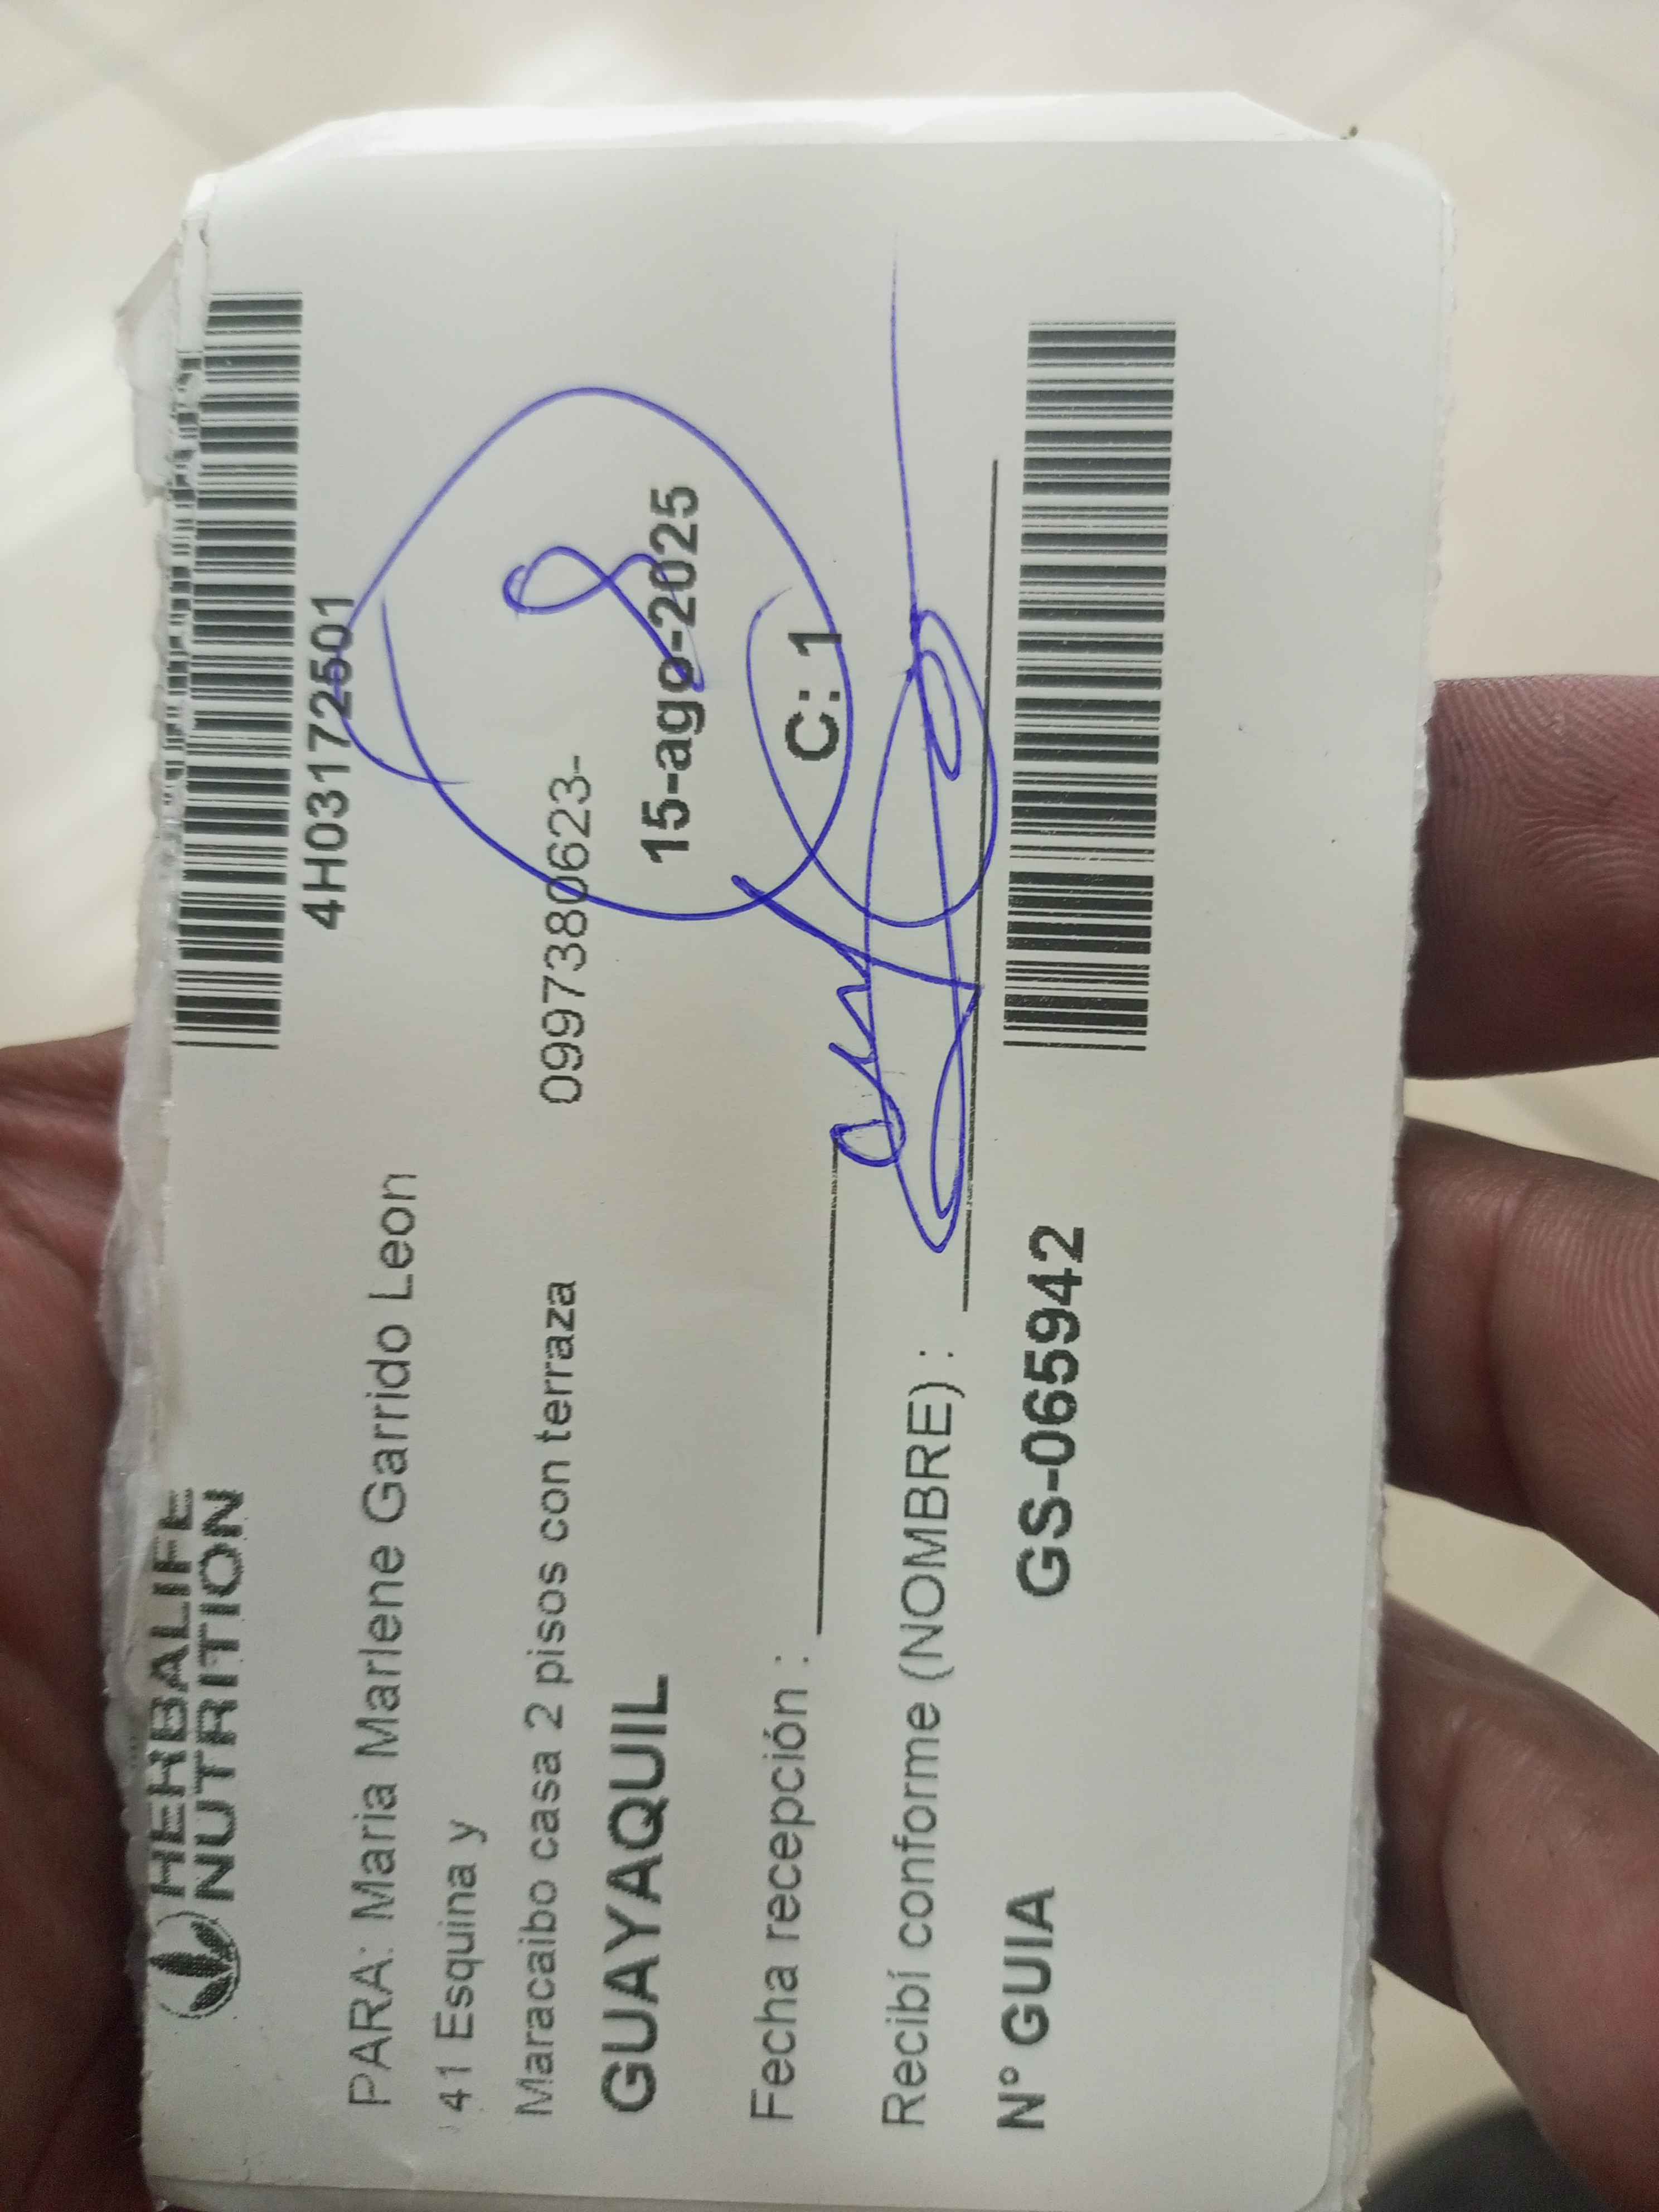 HERBALIFE
NUTRITION
4H03172501
PARA: Maria Marlene Garrido Leon
41 Esquina y
Maracaibo casa 2 pisos con terraza 0997380623-
GUAYAQUIL 15-ago-2025
Fecha recepción : C: 1
Recibí conforme (NOMBRE) :
N° GUIA GS-065942